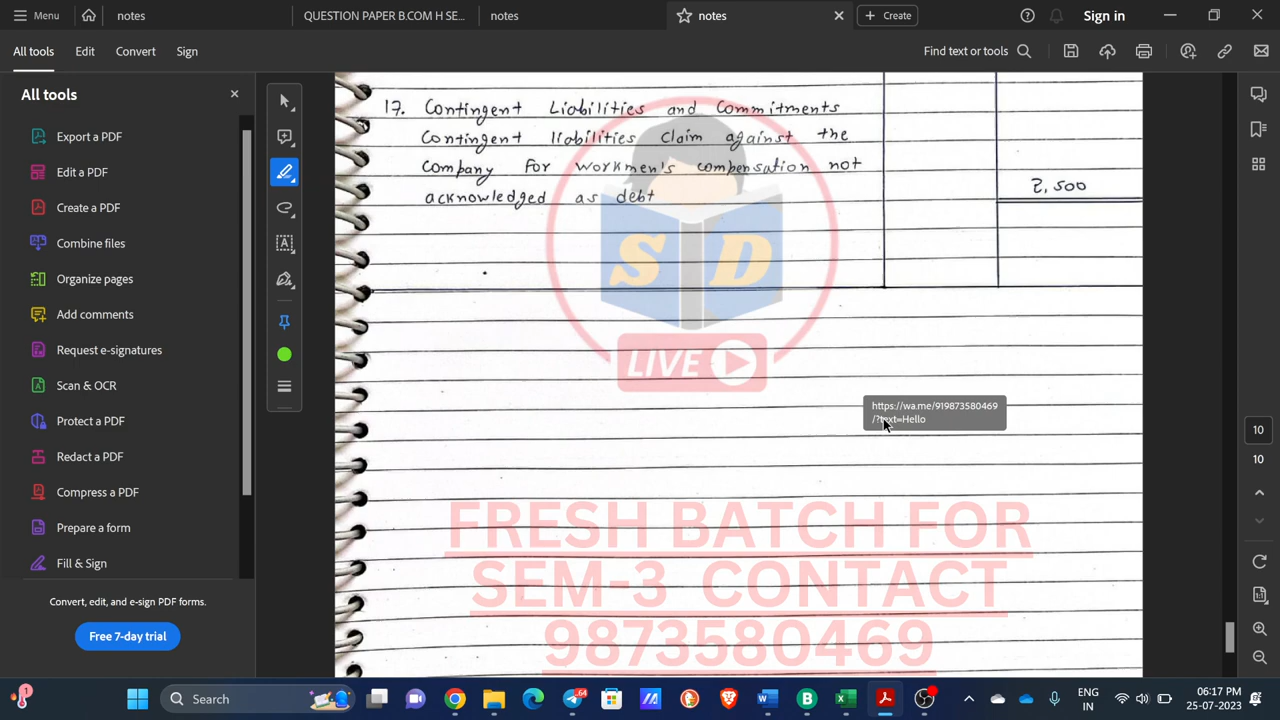 Menu
notes
QUESTION PAPER B.COM H SE...
notes
notes
Create
Sign in
All tools
Edit
Convert
Sign
Find text or tools
All tools
Export a PDF
Edit PDF
Create a PDF
Combine files
Organize pages
Add comments
Request e-signatures
Scan & OCR
Protect a PDF
Redact a PDF
Compress a PDF
Prepare a form
Fill & Sign
Convert and e-sign PDF forms.
Free 7-day trial
17. Contingent Liabilities and Commitments
Contingent liabilities Claim against the
Company for workmen's compensation not
acknowledged as debt
2,500
S D
LIVE
https://wa.me/919873580469
/?text=Hello
FRESH BATCH FOR
SEM-3 CONTACT
9873580469
10
10
Search
64
ENG
IN
06:17 PM
25-07-2023